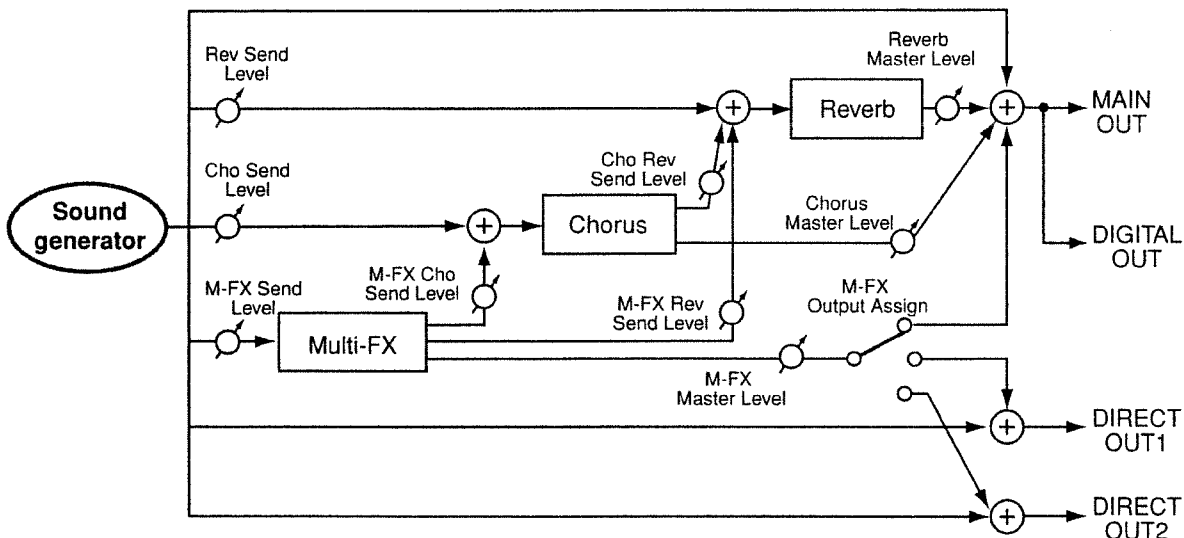 Rev Send
Level
Reverb
Master Level
Reverb
MAIN
OUT
Cho Send
Level
Cho Rev
Send Level
Sound
generator
Chorus
Chorus
Master Level
DIGITAL
OUT
M-FX Send
Level
M-FX Cho
Send Level
M-FX Rev
Send Level
M-FX
Output Assign
Multi-FX
M-FX
Master Level
DIRECT
OUT1
DIRECT
OUT2